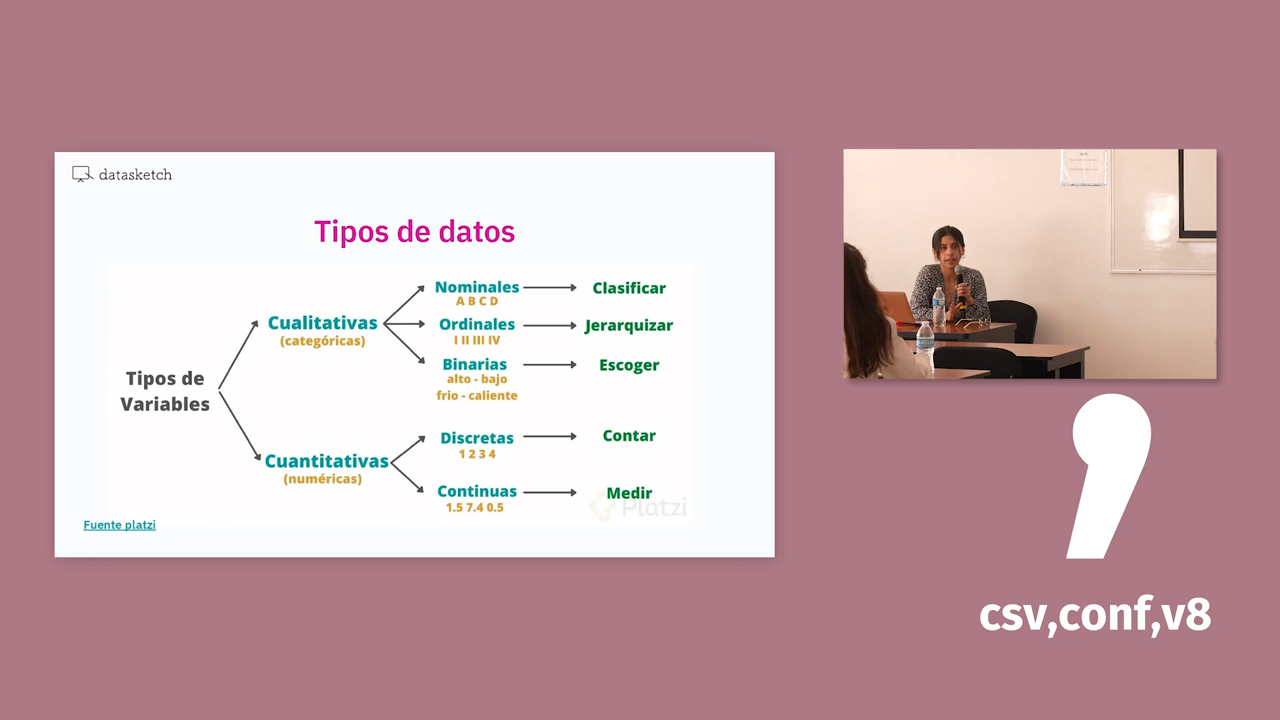 datasketch
Tipos de datos
Tipos de
Variables
Cualitativas
(categóricas)
Nominales
A B C D
Clasificar
Ordinales
I II III IV
Jerarquizar
Binarias
alto - bajo
frio - caliente
Escoger
Cuantitativas
(numéricas)
Discretas
1 2 3 4
Contar
Continuas
1.5 7.4 0.5
Medir
Platzi
Fuente platzi
csv,conf,v8